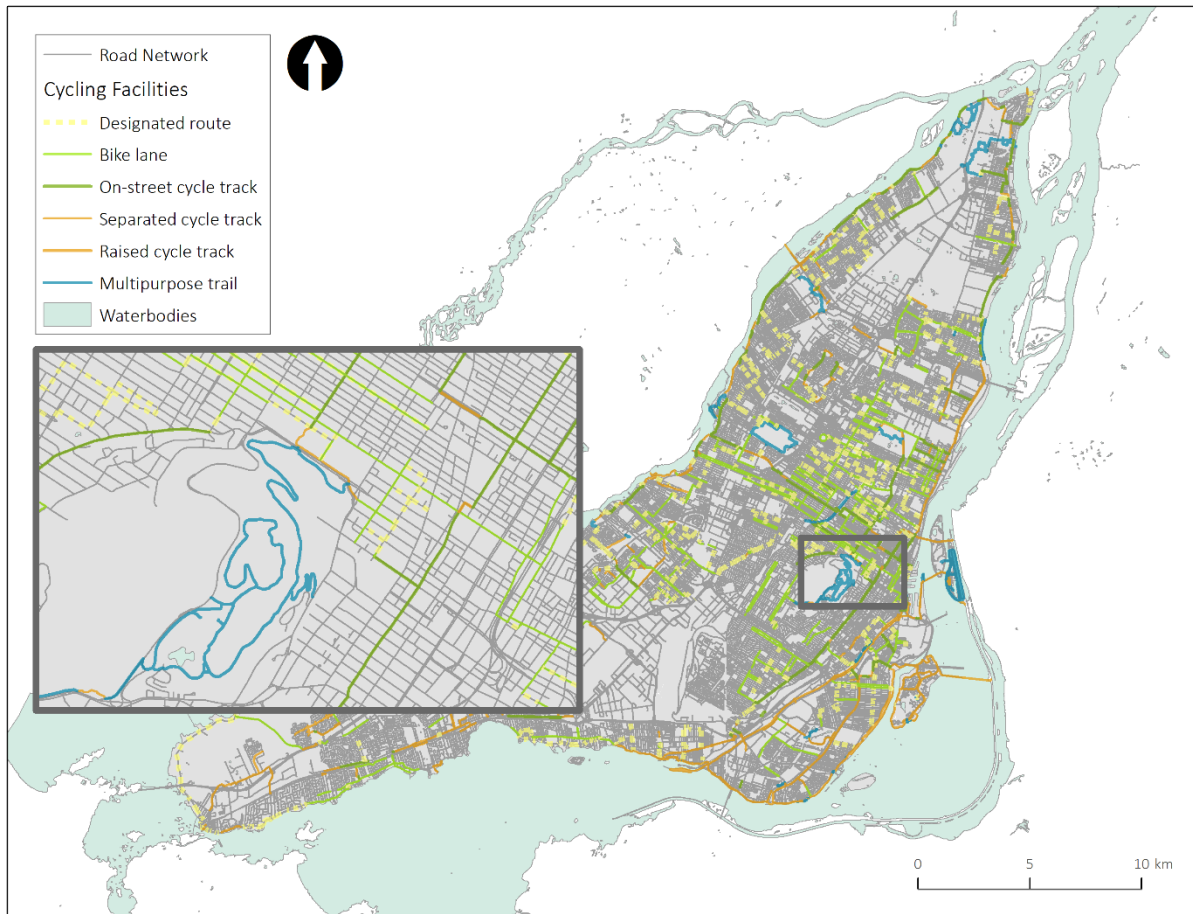 Road Network
Cycling Facilities
Designated route
Bike lane
On-street cycle track
Separated cycle track
Raised cycle track
Multipurpose trail
Waterbodies
0 5 10 km